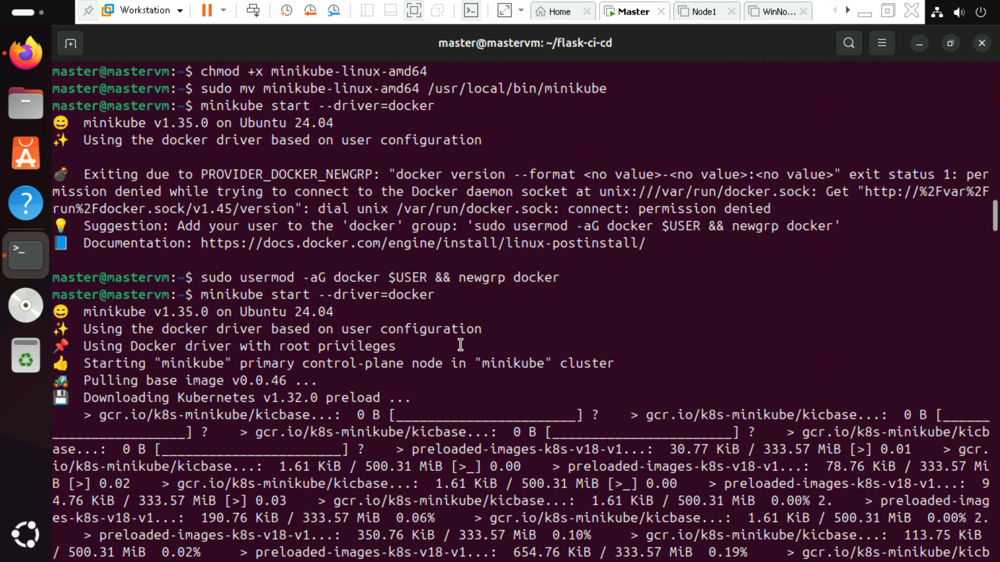 Workstation
Home
Master
Node1
WinNo...
master@mastervm: ~/flask-ci-cd
master@mastervm:~$ chmod +x minikube-linux-amd64
master@mastervm:~$ sudo mv minikube-linux-amd64 /usr/local/bin/minikube
master@mastervm:~$ minikube start --driver=docker
😄 minikube v1.35.0 on Ubuntu 24.04
✨ Using the docker driver based on user configuration
💣 Exiting due to PROVIDER_DOCKER_NEWGRP: "docker version --format <no value>-<no value>:<no value>" exit status 1: per
mission denied while trying to connect to the Docker daemon socket at unix:///var/run/docker.sock: Get "http://%2Fvar%2F
run%2Fdocker.sock/v1.45/version": dial unix /var/run/docker.sock: connect: permission denied
💡 Suggestion: Add your user to the 'docker' group: 'sudo usermod -aG docker $USER && newgrp docker'
📘 Documentation: https://docs.docker.com/engine/install/linux-postinstall/
master@mastervm:~$ sudo usermod -aG docker $USER && newgrp docker
master@mastervm:~$ minikube start --driver=docker
😄 minikube v1.35.0 on Ubuntu 24.04
✨ Using the docker driver based on user configuration
📌 Using Docker driver with root privileges
👍 Starting "minikube" primary control-plane node in "minikube" cluster
🚜 Pulling base image v0.0.46 ...
💾 Downloading Kubernetes v1.32.0 preload ...
    > gcr.io/k8s-minikube/kicbase...:  0 B [_______________________] ?    > gcr.io/k8s-minikube/kicbase...:  0 B [______
_________________] ?    > gcr.io/k8s-minikube/kicbase...:  0 B [_______________________] ?    > gcr.io/k8s-minikube/kicb
ase...:  0 B [_______________________] ?    > preloaded-images-k8s-v18-v1...:  30.77 KiB / 333.57 MiB [>] 0.01    > gcr.
io/k8s-minikube/kicbase...:  1.61 KiB / 500.31 MiB [>_] 0.00    > preloaded-images-k8s-v18-v1...:  78.76 KiB / 333.57 Mi
B [>] 0.02    > gcr.io/k8s-minikube/kicbase...:  1.61 KiB / 500.31 MiB [>_] 0.00    > preloaded-images-k8s-v18-v1...:  9
4.76 KiB / 333.57 MiB [>] 0.03    > gcr.io/k8s-minikube/kicbase...:  1.61 KiB / 500.31 MiB  0.00% 2.    > preloaded-imag
es-k8s-v18-v1...:  190.76 KiB / 333.57 MiB  0.06%     > gcr.io/k8s-minikube/kicbase...:  1.61 KiB / 500.31 MiB  0.00% 2.
    > preloaded-images-k8s-v18-v1...:  350.76 KiB / 333.57 MiB  0.10%     > gcr.io/k8s-minikube/kicbase...:  113.75 KiB
/ 500.31 MiB  0.02%     > preloaded-images-k8s-v18-v1...:  654.76 KiB / 333.57 MiB  0.19%     > gcr.io/k8s-minikube/kicb